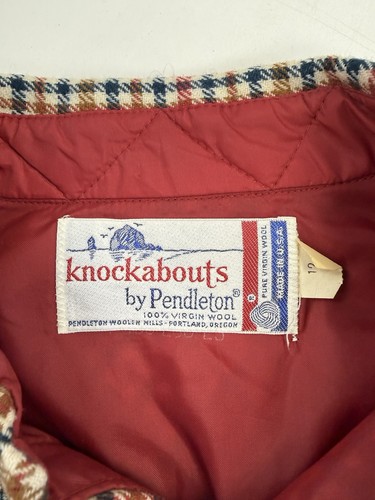 knockabouts
by Pendleton®
100% VIRGIN WOOL
PENDLETON WOOLEN MILLS - PORTLAND, OREGON
PURE VIRGIN WOOL
®
MADE IN U.S.A.